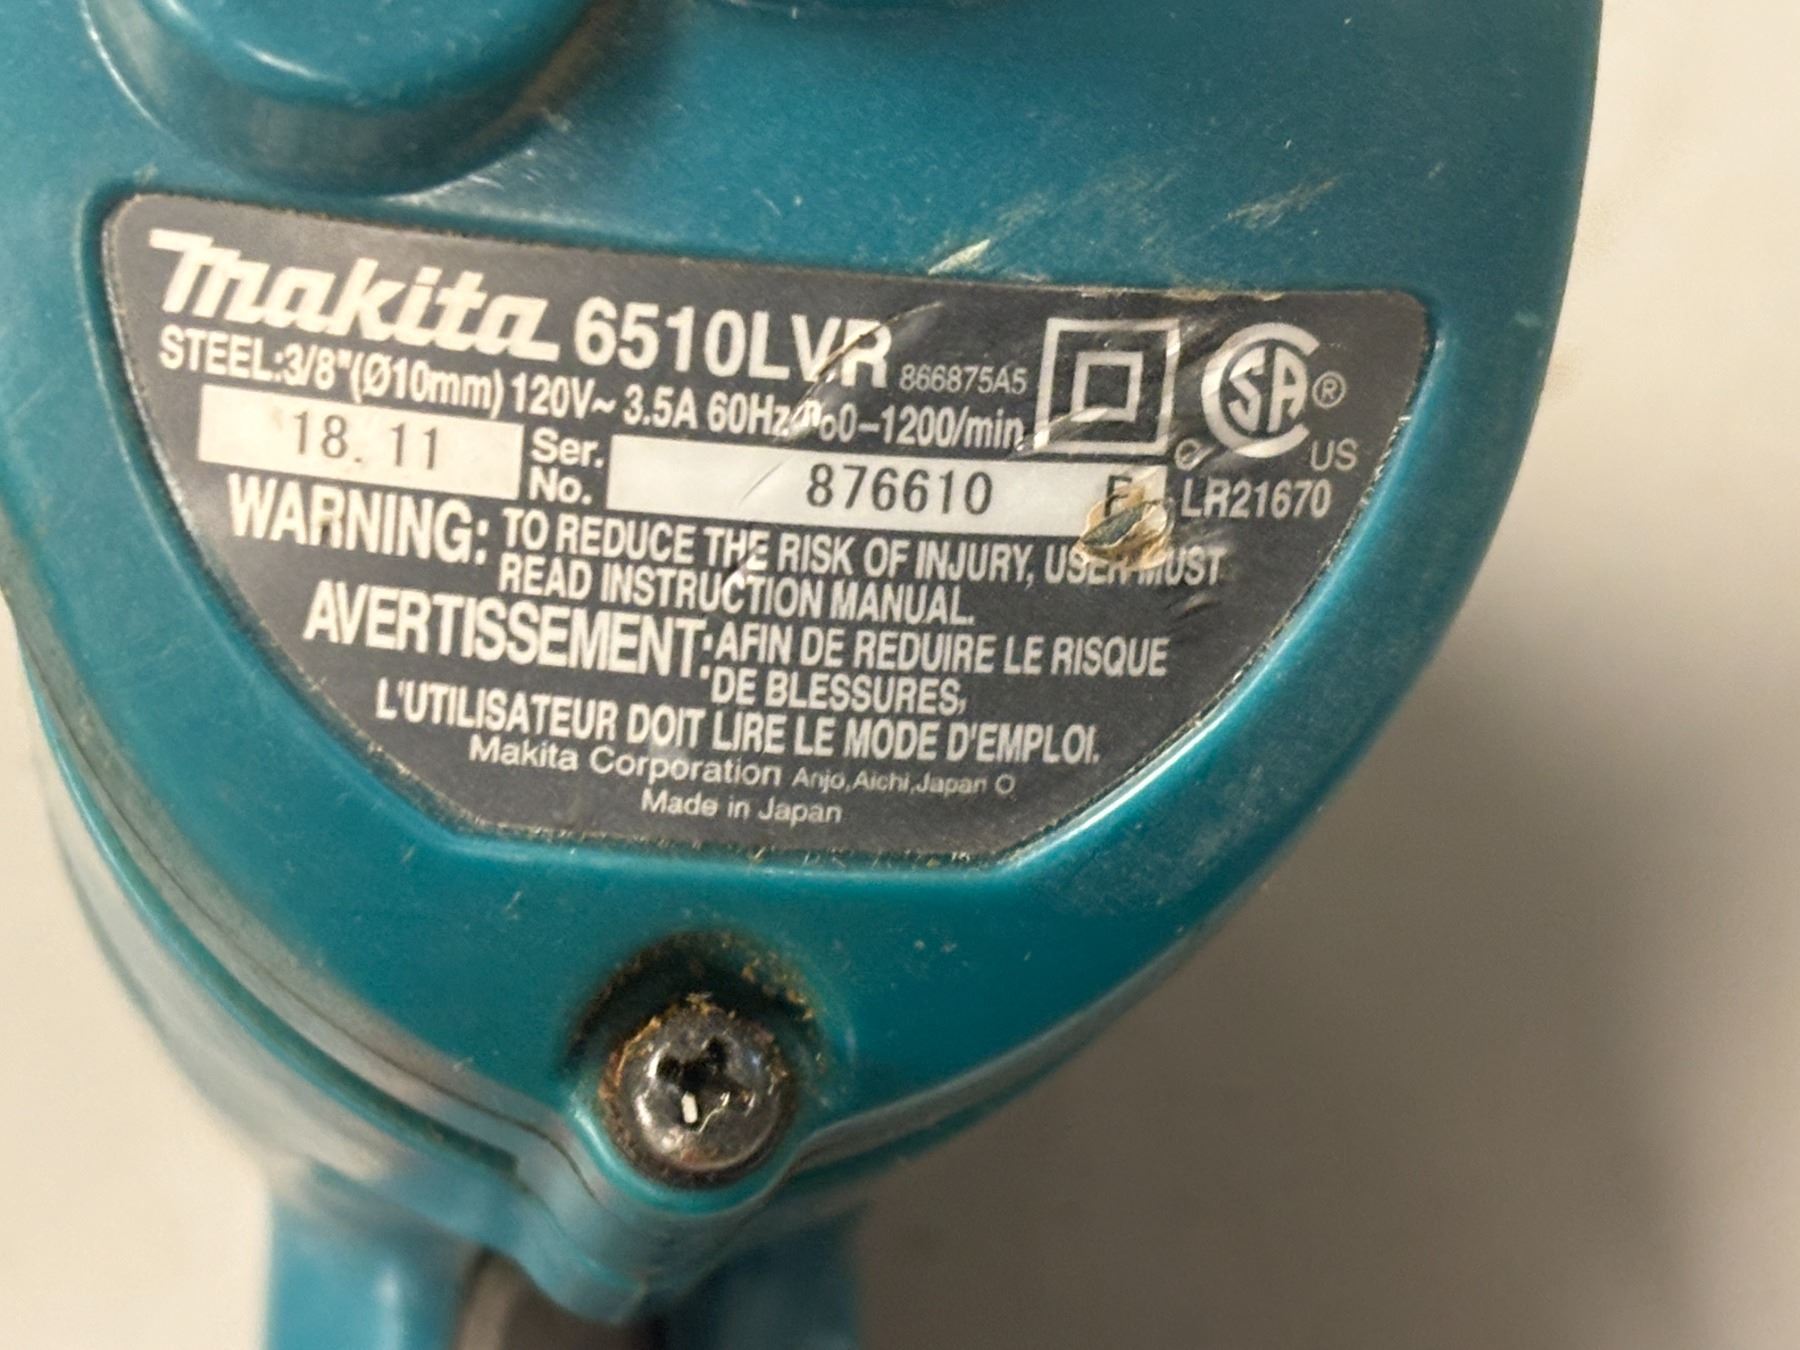 makita 6510LVR 866875A5 SA ® US
STEEL:3/8"(Ø10mm) 120V~ 3.5A 60Hz n₀0-1200/min
18. 11 Ser. No. 876610 C LR21670
WARNING: TO REDUCE THE RISK OF INJURY, USER MUST
READ INSTRUCTION MANUAL.
AVERTISSEMENT: AFIN DE REDUIRE LE RISQUE
DE BLESSURES,
L'UTILISATEUR DOIT LIRE LE MODE D'EMPLOI.
Makita Corporation Anjo,Aichi,Japan O
Made in Japan